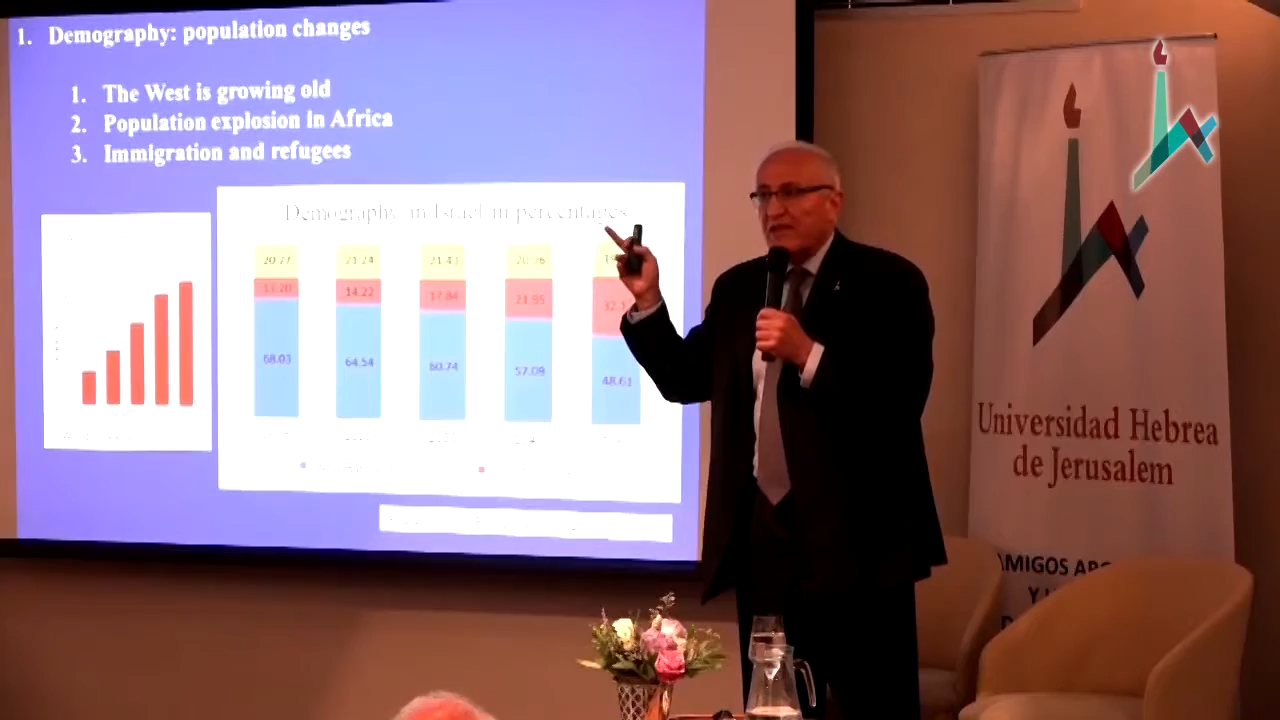 1. Demography: population changes
1. The West is growing old
2. Population explosion in Africa
3. Immigration and refugees
Demography in Israel in percentages
20.77 21.24 21.43 20.96
13.20 14.22 17.84 21.95
68.03 64.54 60.74 57.09 48.61
Universidad Hebrea
de Jerusalem
AMIGOS